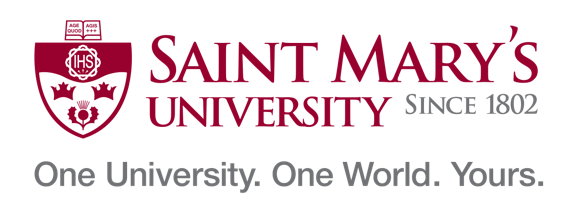 AGE QUOD AGIS
IHS
SAINT MARY'S
UNIVERSITY SINCE 1802
One University. One World. Yours.